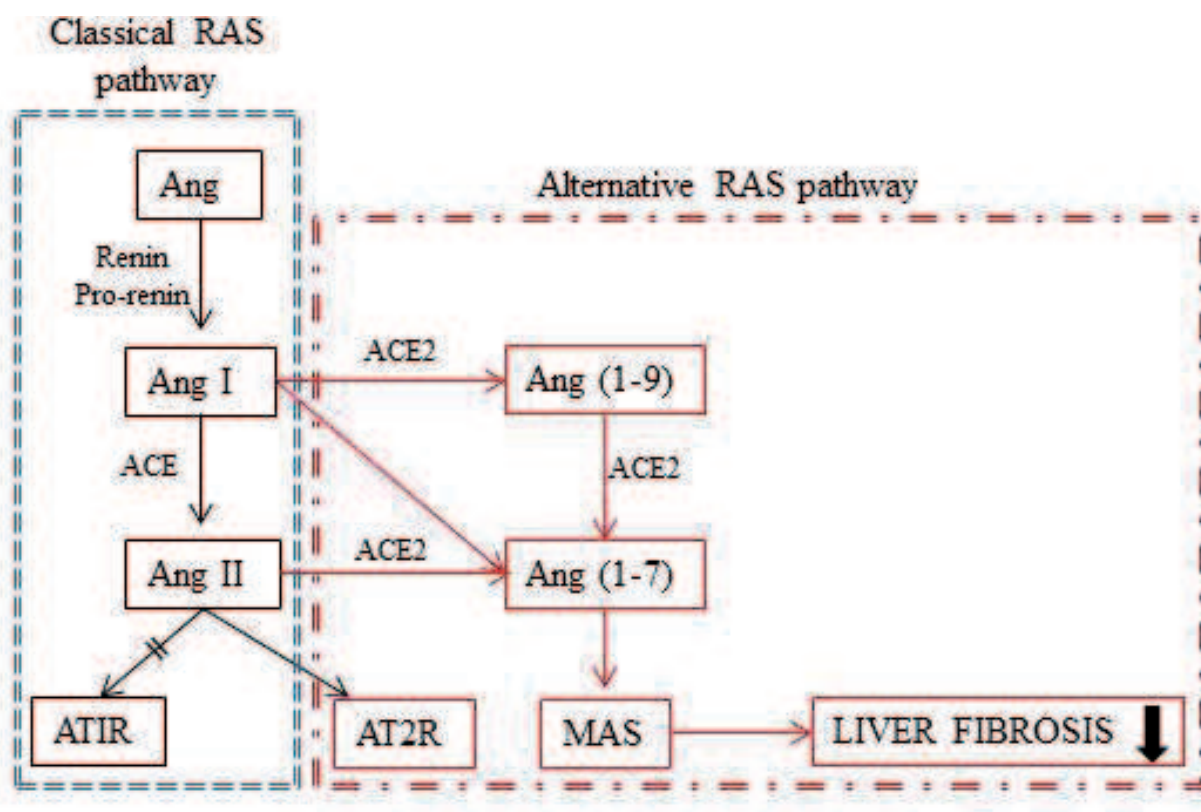 Classical RAS
pathway
Ang
Alternative RAS pathway
Renin
Pro-renin
Ang I
ACE2
Ang (1-9)
ACE
ACE2
Ang II
ACE2
Ang (1-7)
ATIR
AT2R
MAS
LIVER FIBROSIS